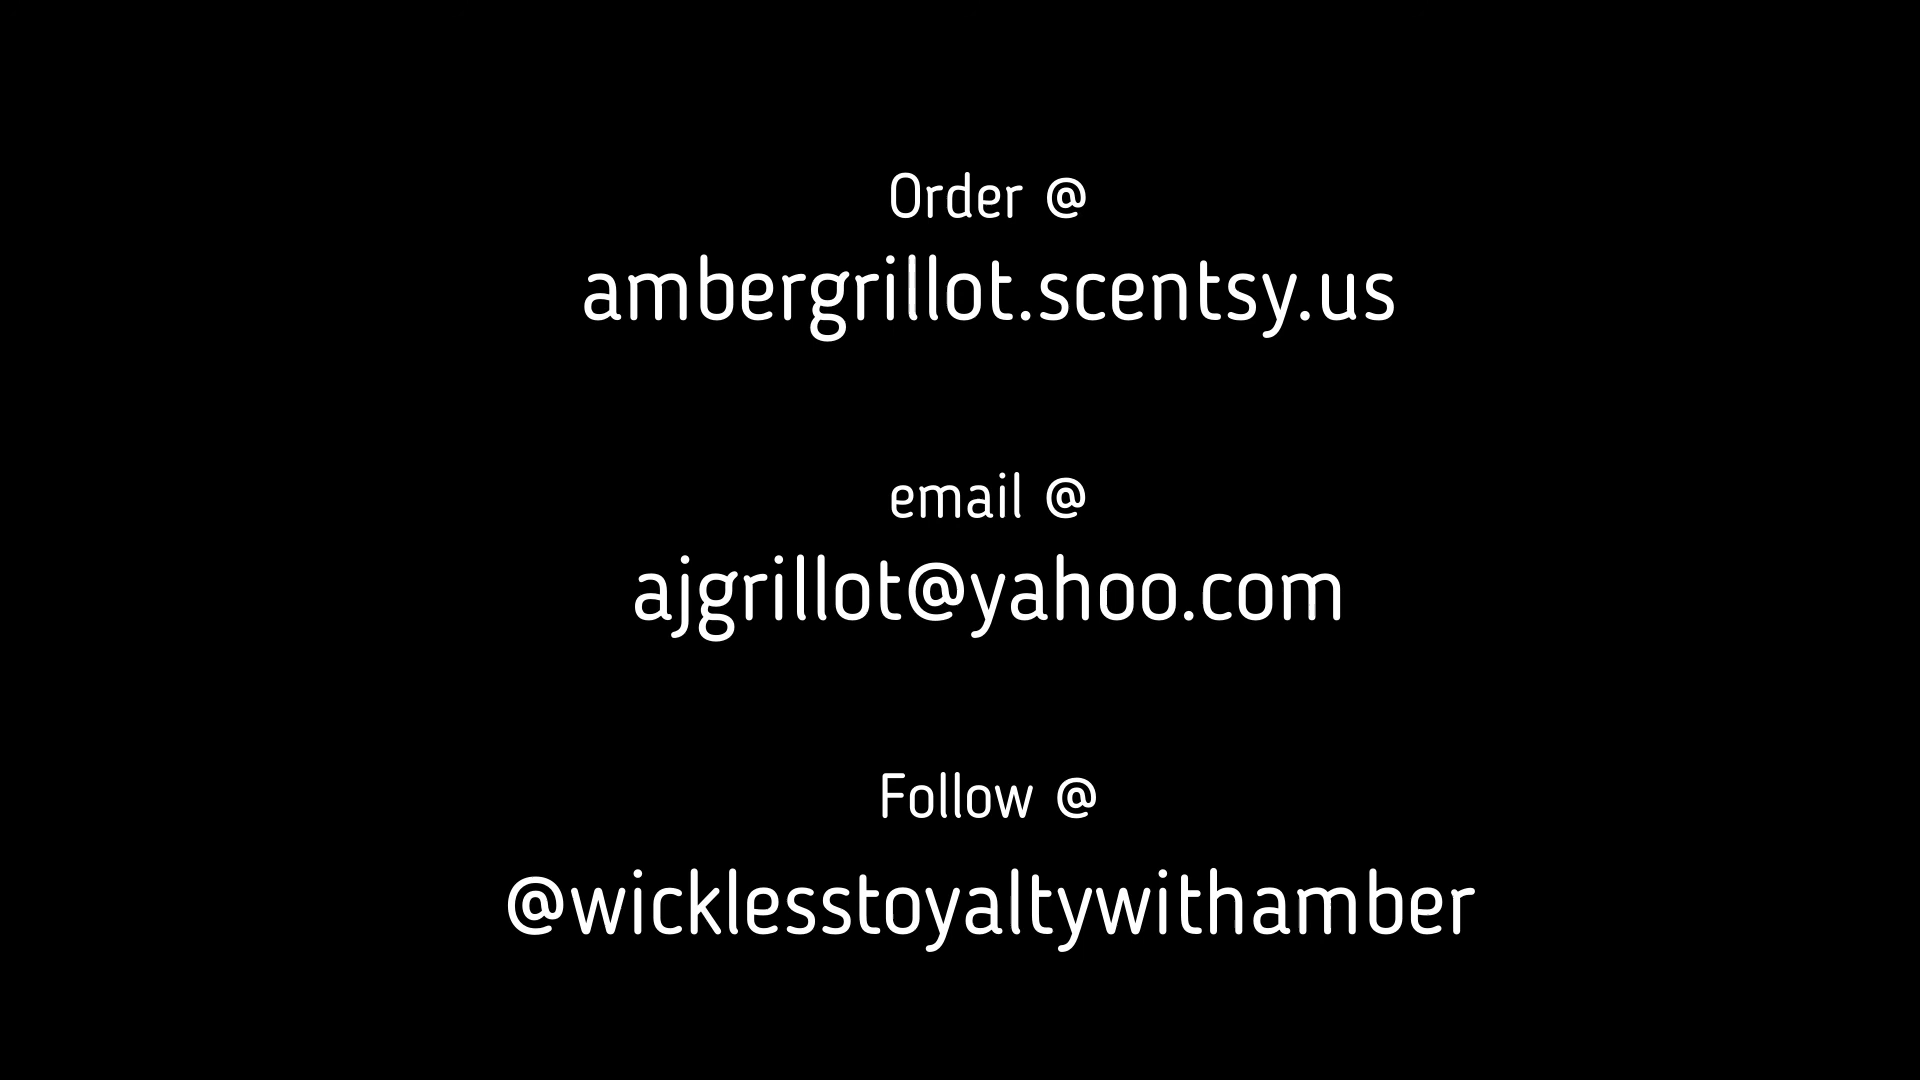 Order @
ambergrillot.scentsy.us
email @
ajgrillot@yahoo.com
Follow @
@wicklesstoyaltywithamber